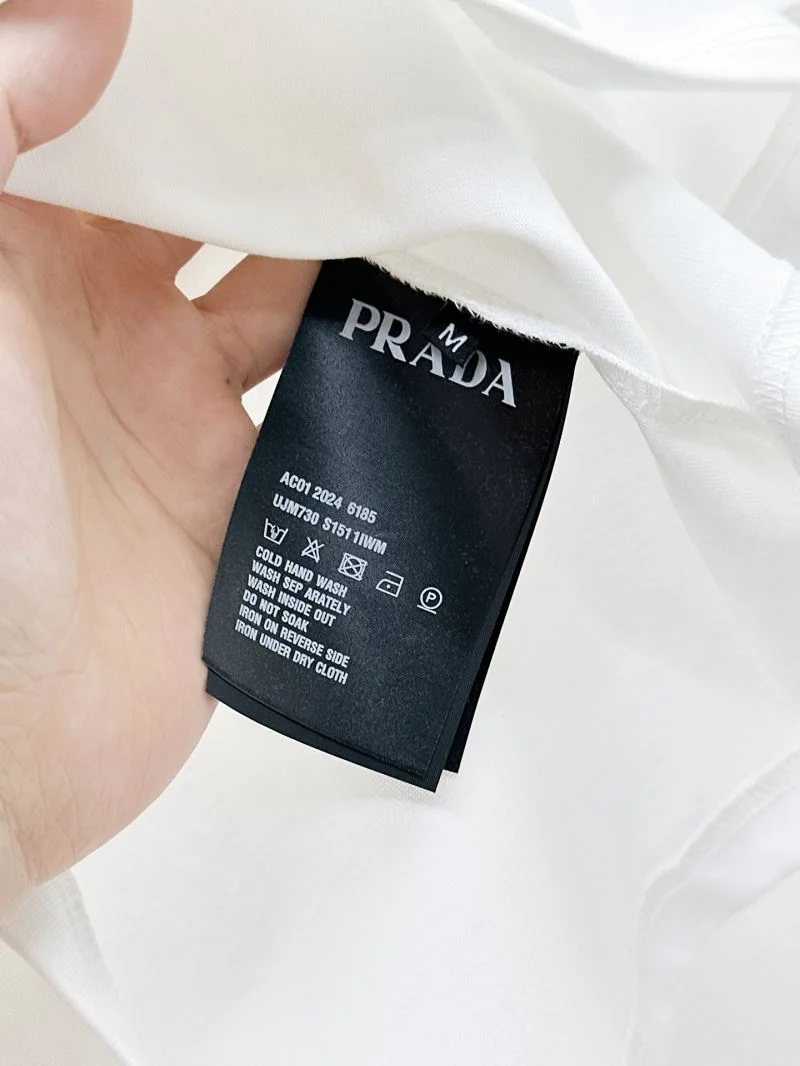 PRADA
M
AC01 2024 6185
UJM730 S151 1IWM
P
COLD HAND WASH
WASH SEP ARATELY
WASH INSIDE OUT
DO NOT SOAK
IRON ON REVERSE SIDE
IRON UNDER DRY CLOTH